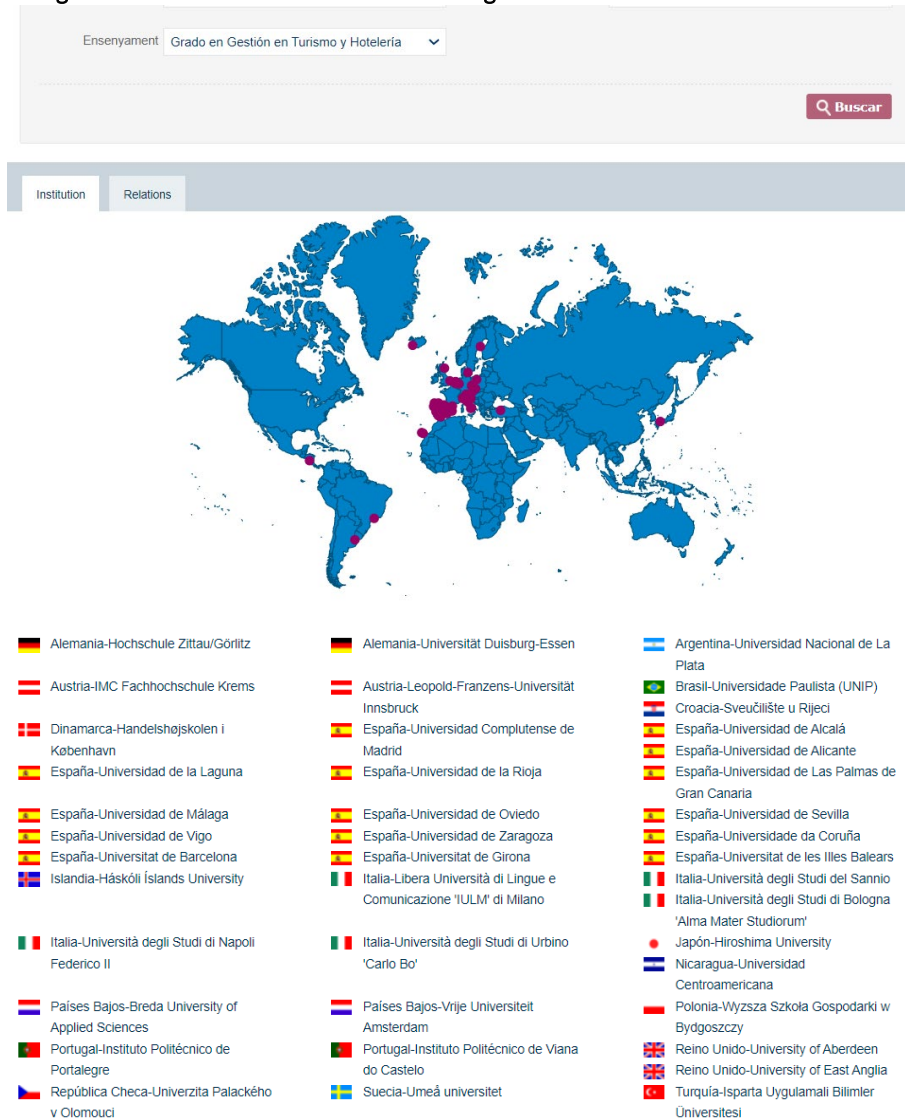 Ensenyament Grado en Gestión en Turismo y Hotelería
Buscar
Institution Relations
Alemania-Hochschule Zittau/Görlitz
Alemania-Universität Duisburg-Essen
Argentina-Universidad Nacional de La
Plata
Austria-IMC Fachhochschule Krems
Austria-Leopold-Franzens-Universität
Innsbruck
Brasil-Universidade Paulista (UNIP)
Croacia-Sveučilište u Rijeci
Dinamarca-Handelshøjskolen i
København
España-Universidad Complutense de
Madrid
España-Universidad de Alcalá
España-Universidad de Alicante
España-Universidad de la Laguna
España-Universidad de la Rioja
España-Universidad de Las Palmas de
Gran Canaria
España-Universidad de Málaga
España-Universidad de Oviedo
España-Universidad de Sevilla
España-Universidad de Vigo
España-Universidad de Zaragoza
España-Universidade da Coruña
España-Universitat de Barcelona
España-Universitat de Girona
España-Universitat de les Illes Balears
Islandia-Háskóli Íslands University
Italia-Libera Università di Lingue e
Comunicazione 'IULM' di Milano
Italia-Università degli Studi del Sannio
Italia-Università degli Studi di Bologna
'Alma Mater Studiorum'
Italia-Università degli Studi di Napoli
Federico II
Italia-Università degli Studi di Urbino
'Carlo Bo'
Japón-Hiroshima University
Nicaragua-Universidad
Centroamericana
Países Bajos-Breda University of
Applied Sciences
Países Bajos-Vrije Universiteit
Amsterdam
Polonia-Wyzsza Szkoła Gospodarki w
Bydgoszczy
Portugal-Instituto Politécnico de
Portalegre
Portugal-Instituto Politécnico de Viana
do Castelo
Reino Unido-University of Aberdeen
Reino Unido-University of East Anglia
República Checa-Univerzita Palackého
v Olomouci
Suecia-Umeå universitet
Turquía-Isparta Uygulamali Bilimler
Üniversitesi